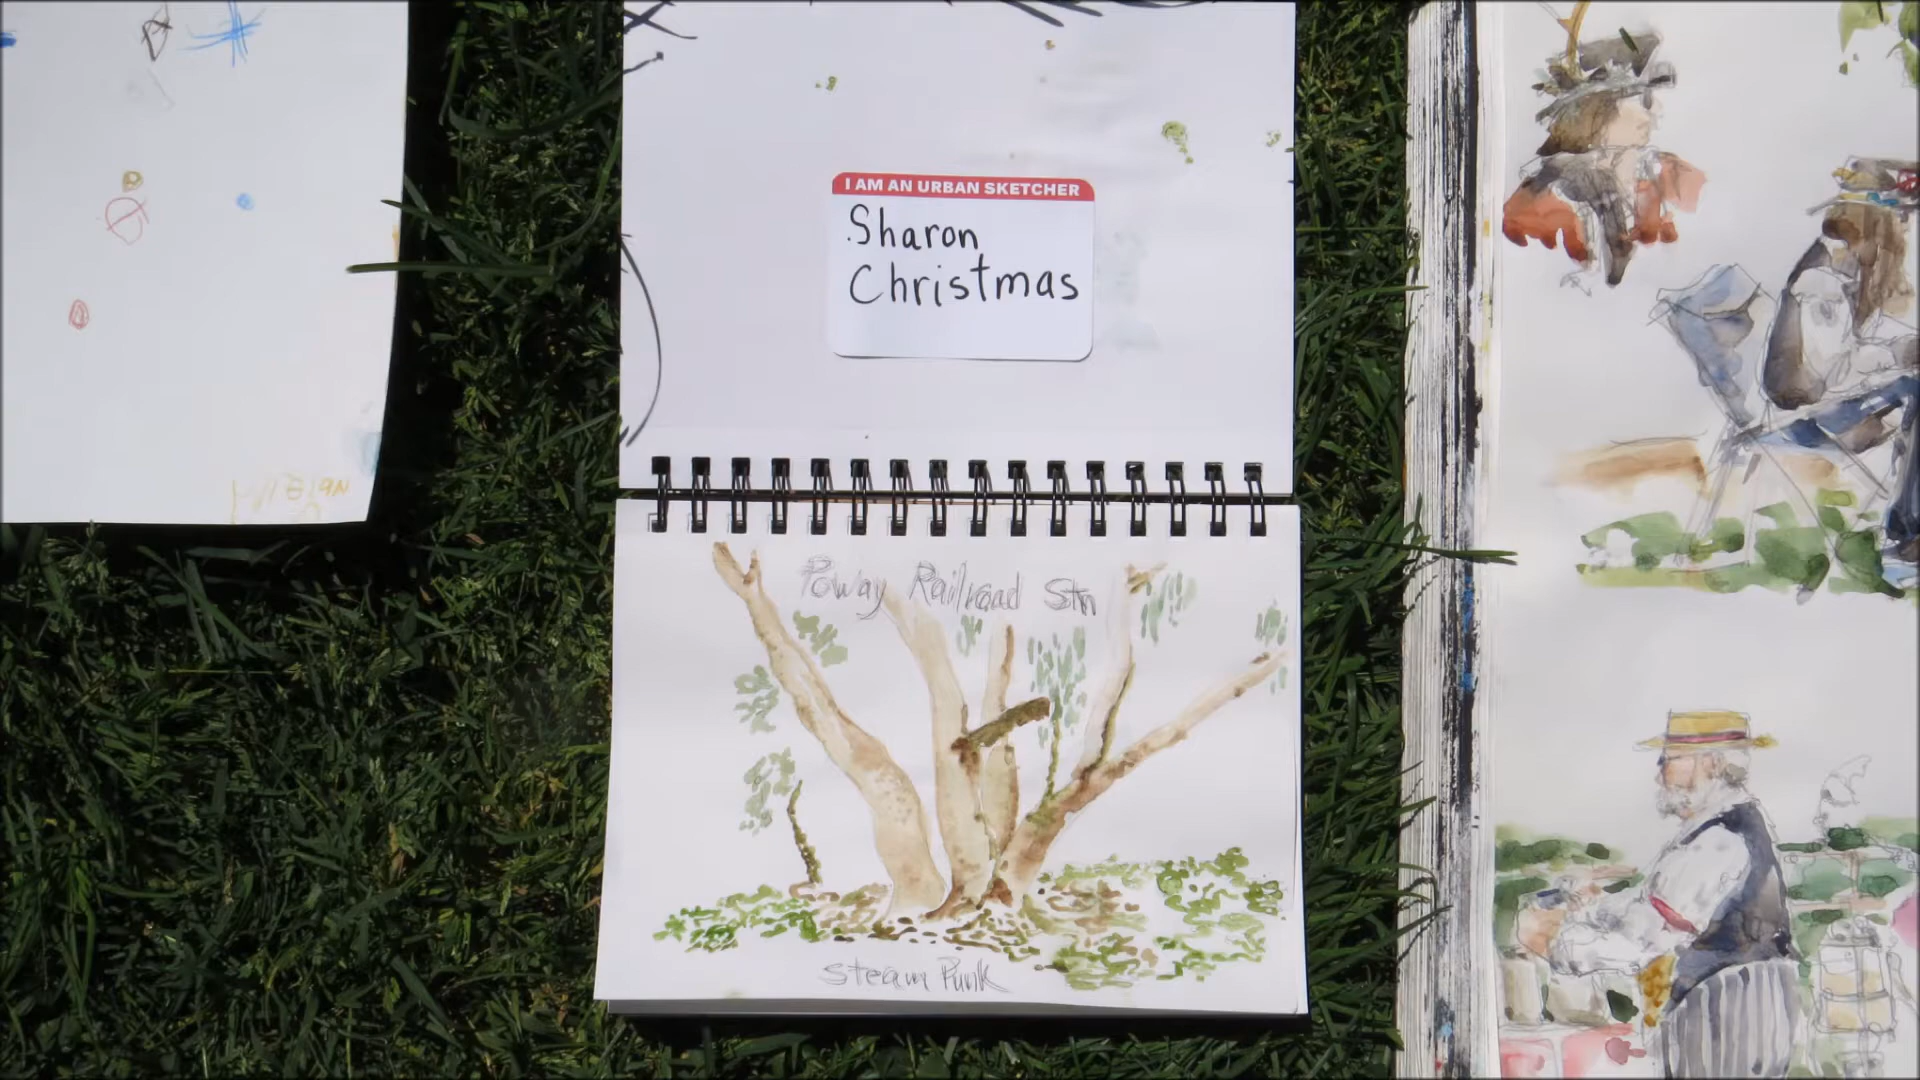 I AM AN URBAN SKETCHER
Sharon
Christmas
Poway Railroad Stn
Steam Punk